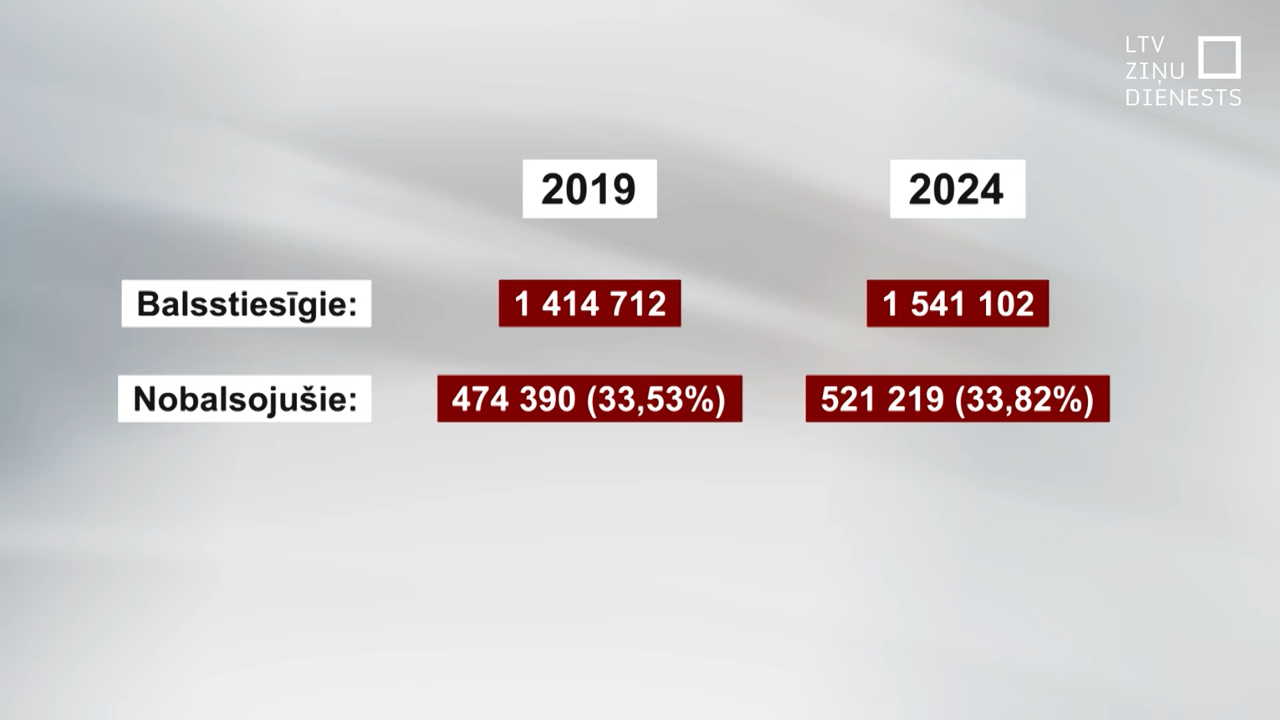 LTV
ZIŅU
DIENESTS
2019 2024
Balsstiesīgie: 1 414 712 1 541 102
Nobalsojušie: 474 390 (33,53%) 521 219 (33,82%)